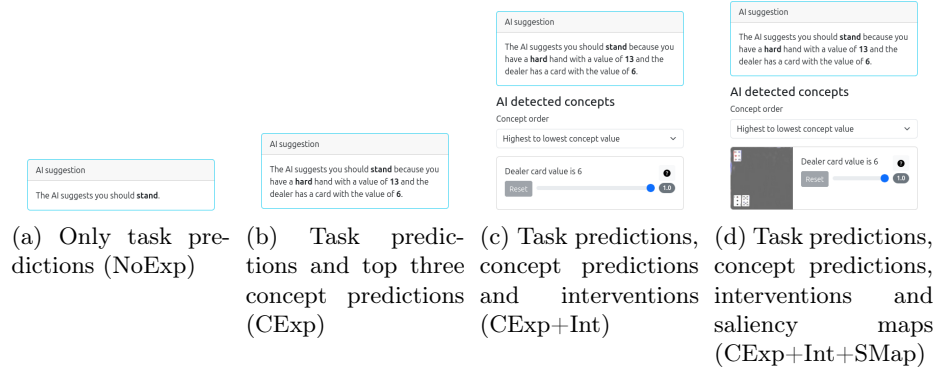 AI suggestion
The AI suggests you should stand.
(a) Only task pre-
dictions (NoExp)
AI suggestion
The AI suggests you should stand because you
have a hard hand with a value of 13 and the
dealer has a card with the value of 6.
(b) Task predic-
tions and top three
concept predictions
(CExp)
AI suggestion
The AI suggests you should stand because you
have a hard hand with a value of 13 and the
dealer has a card with the value of 6.
AI detected concepts
Concept order
Highest to lowest concept value
Dealer card value is 6
?
Reset
1.0
(c) Task predictions,
concept predictions
and interventions
(CExp+Int)
AI suggestion
The AI suggests you should stand because you
have a hard hand with a value of 13 and the
dealer has a card with the value of 6.
AI detected concepts
Concept order
Highest to lowest concept value
Dealer card value is 6
?
Reset
1.0
(d) Task predictions,
concept predictions,
interventions and
saliency maps
(CExp+Int+SMap)